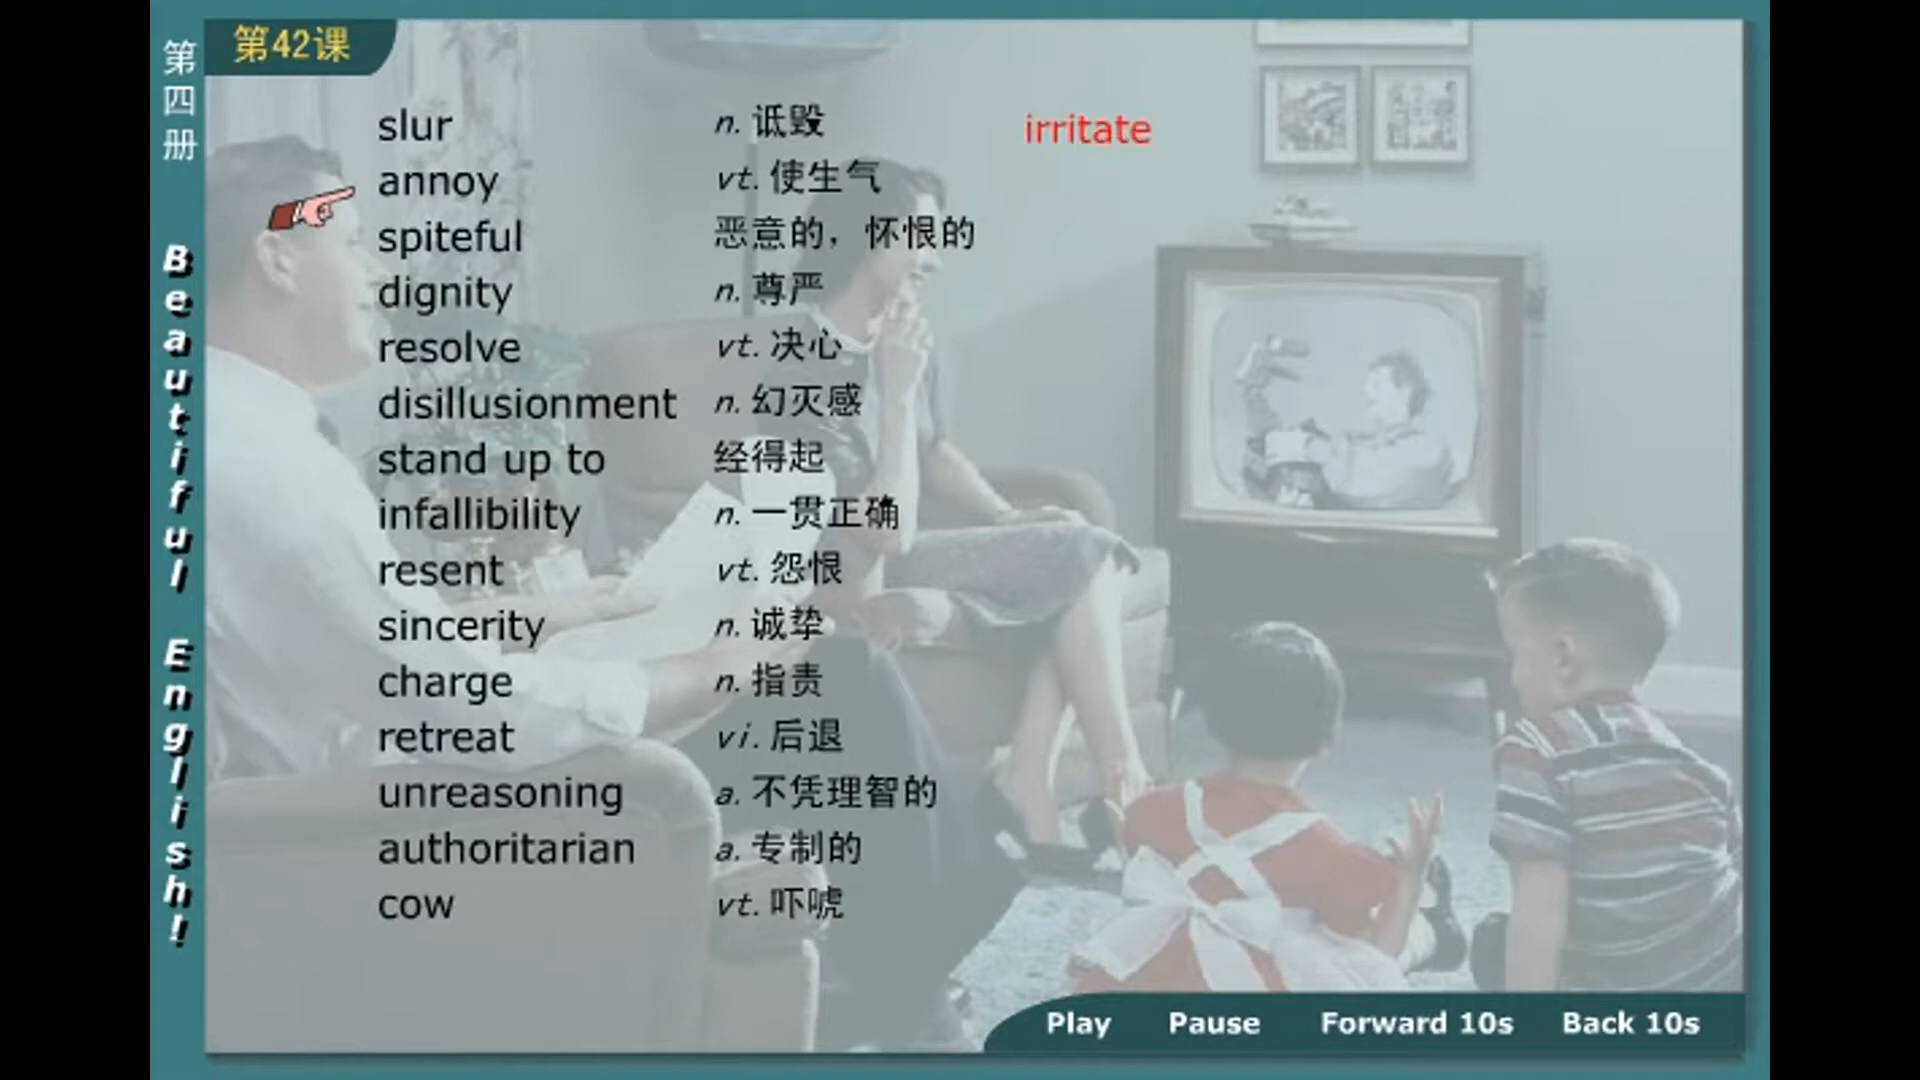 第四册
Beautiful English!
第42课
slur n. 诋毁 irritate
annoy vt. 使生气
spiteful 恶意的，怀恨的
dignity n. 尊严
resolve vt. 决心
disillusionment n. 幻灭感
stand up to 经得起
infallibility n. 一贯正确
resent vt. 怨恨
sincerity n. 诚挚
charge n. 指责
retreat vi. 后退
unreasoning a. 不凭理智的
authoritarian a. 专制的
cow vt. 吓唬
Play Pause Forward 10s Back 10s